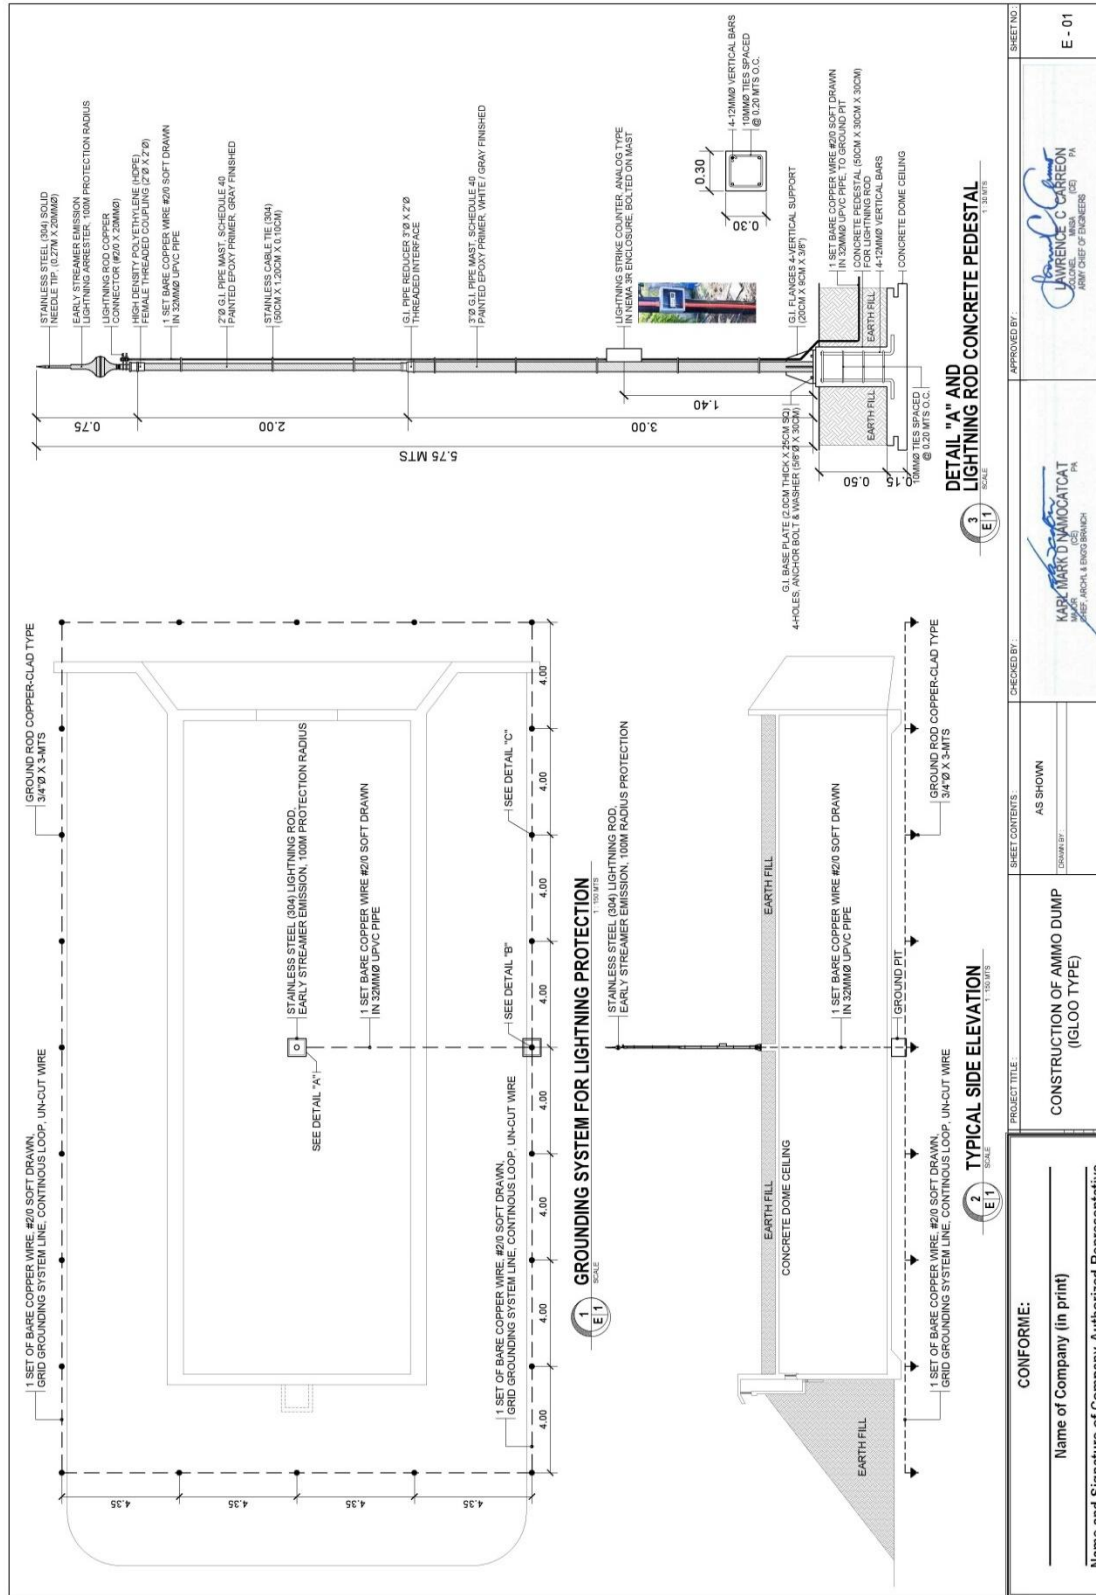 1 SET OF BARE COPPER WIRE, #2/0 SOFT DRAWN,
GRID GROUNDING SYSTEM LINE, CONTINOUS LOOP, UN-CUT WIRE
GROUND ROD COPPER-CLAD TYPE
3/4"Ø X 3-MTS
4.35
4.35
4.35
4.35
STAINLESS STEEL (304) LIGHTNING ROD,
EARLY STREAMER EMISSION, 100M PROTECTION RADIUS
SEE DETAIL "A"
1 SET BARE COPPER WIRE #2/0 SOFT DRAWN
IN 32MMØ UPVC PIPE
1 SET OF BARE COPPER WIRE, #2/0 SOFT DRAWN,
GRID GROUNDING SYSTEM LINE, CONTINOUS LOOP, UN-CUT WIRE
SEE DETAIL "B"
SEE DETAIL "C"
4.00
4.00
4.00
4.00
4.00
4.00
4.00
4.00
1
E 1
GROUNDING SYSTEM FOR LIGHTNING PROTECTION
SCALE
1 : 150 MTS
STAINLESS STEEL (304) LIGHTNING ROD,
EARLY STREAMER EMISSION, 100M RADIUS PROTECTION
EARTH FILL
EARTH FILL
CONCRETE DOME CEILING
EARTH FILL
1 SET BARE COPPER WIRE #2/0 SOFT DRAWN
IN 32MMØ UPVC PIPE
GROUND PIT
1 SET OF BARE COPPER WIRE, #2/0 SOFT DRAWN,
GRID GROUNDING SYSTEM LINE, CONTINOUS LOOP, UN-CUT WIRE
GROUND ROD COPPER-CLAD TYPE
3/4"Ø X 3-MTS
2
E 1
TYPICAL SIDE ELEVATION
SCALE
1 : 150 MTS
STAINLESS STEEL (304) SOLID
NEEDLE TIP, (0.27M X 20MMØ)
EARLY STREAMER EMISSION
LIGHTNING ARRESTER, 100M PROTECTION RADIUS
LIGHTNING ROD COPPER
CONNECTOR (#2/0 X 20MMØ)
HIGH DENSITY POLYETHYLENE (HDPE)
FEMALE THREADED COUPLING (2"Ø X 2"Ø)
1 SET BARE COPPER WIRE #2/0 SOFT DRAWN
IN 32MMØ UPVC PIPE
2"Ø G.I. PIPE MAST, SCHEDULE 40
PAINTED EPOXY PRIMER, GRAY FINISHED
STAINLESS CABLE TIE (304)
(50CM X 1.20CM X 0.10CM)
G.I. PIPE REDUCER 3"Ø X 2"Ø
THREADED INTERFACE
3"Ø G.I. PIPE MAST, SCHEDULE 40
PAINTED EPOXY PRIMER, WHITE / GRAY FINISHED
LIGHTNING STRIKE COUNTER, ANALOG TYPE
IN NEMA 3R ENCLOSURE, BOLTED ON MAST
G.I. FLANGES 4-VERTICAL SUPPORT
(20CM X 9CM X 3/8")
1 SET BARE COPPER WIRE #2/0 SOFT DRAWN
IN 32MMØ UPVC PIPE, TO GROUND PIT
CONCRETE PEDESTAL (50CM X 30CM X 30CM)
FOR LIGHTNING ROD
4-12MMØ VERTICAL BARS
CONCRETE DOME CEILING
0.75
2.00
3.00
5.75 MTS
1.40
0.50
0.15
G.I. BASE PLATE (2.0CM THICK X 25CM SQ)
4-HOLES, ANCHOR BOLT & WASHER (5/8"Ø X 30CM)
EARTH FILL
EARTH FILL
10MMØ TIES SPACED
@ 0.20 MTS O.C.
0.30
0.30
4-12MMØ VERTICAL BARS
10MMØ TIES SPACED
@ 0.20 MTS O.C.
3
E 1
DETAIL "A" AND
LIGHTNING ROD CONCRETE PEDESTAL
SCALE
1 : 30 MTS
CONFORME:
Name of Company (in print)
Name and Signature of Company Authorized Representative
PROJECT TITLE :
CONSTRUCTION OF AMMO DUMP
(IGLOO TYPE)
SHEET CONTENTS :
AS SHOWN
DRAWN BY :
CHECKED BY :
KARL MARK D NAMOCATCAT
MAJOR (CE) PA
CHEF, ARCH'L & ENG'G BRANCH
APPROVED BY :
LAWRENCE C CARREON
COLONEL MNSA (CE) PA
ARMY CHIEF OF ENGINEERS
SHEET NO :
E - 01